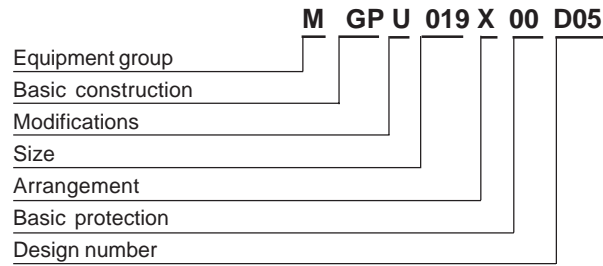 M GP U 019 X 00 D05
Equipment group
Basic construction
Modifications
Size
Arrangement
Basic protection
Design number